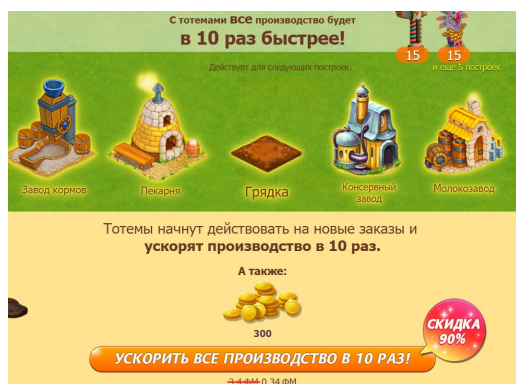 С тотемами все производство будет
в 10 раз быстрее!
15 15
Действует для следующих построек:
и еще 5 построек
Завод кормов
Пекарня
Грядка
Консервный
завод
Молокозавод
Тотемы начнут действовать на новые заказы и
ускорят производство в 10 раз.
А также:
300
СКИДКА
90%
УСКОРИТЬ ВСЕ ПРОИЗВОДСТВО В 10 РАЗ!
3.4 ФМ 0.34 ФМ